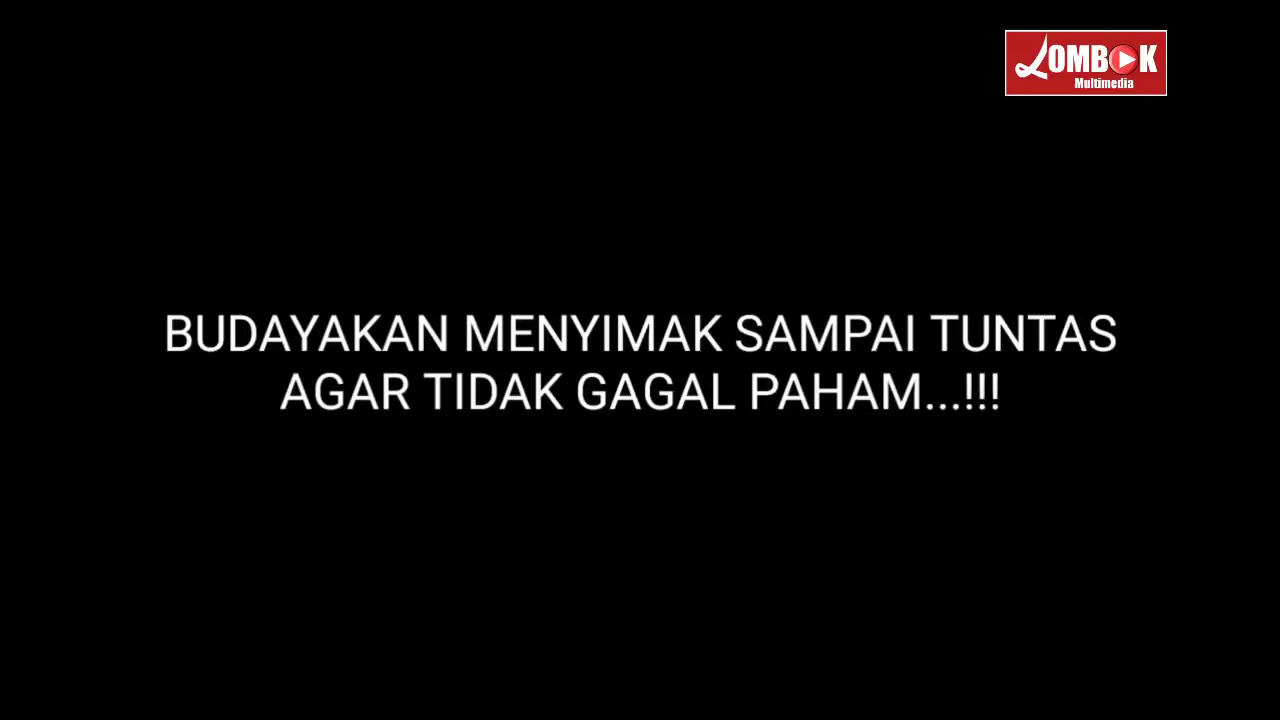 LOMBOK
Multimedia
BUDAYAKAN MENYIMAK SAMPAI TUNTAS
AGAR TIDAK GAGAL PAHAM...!!!